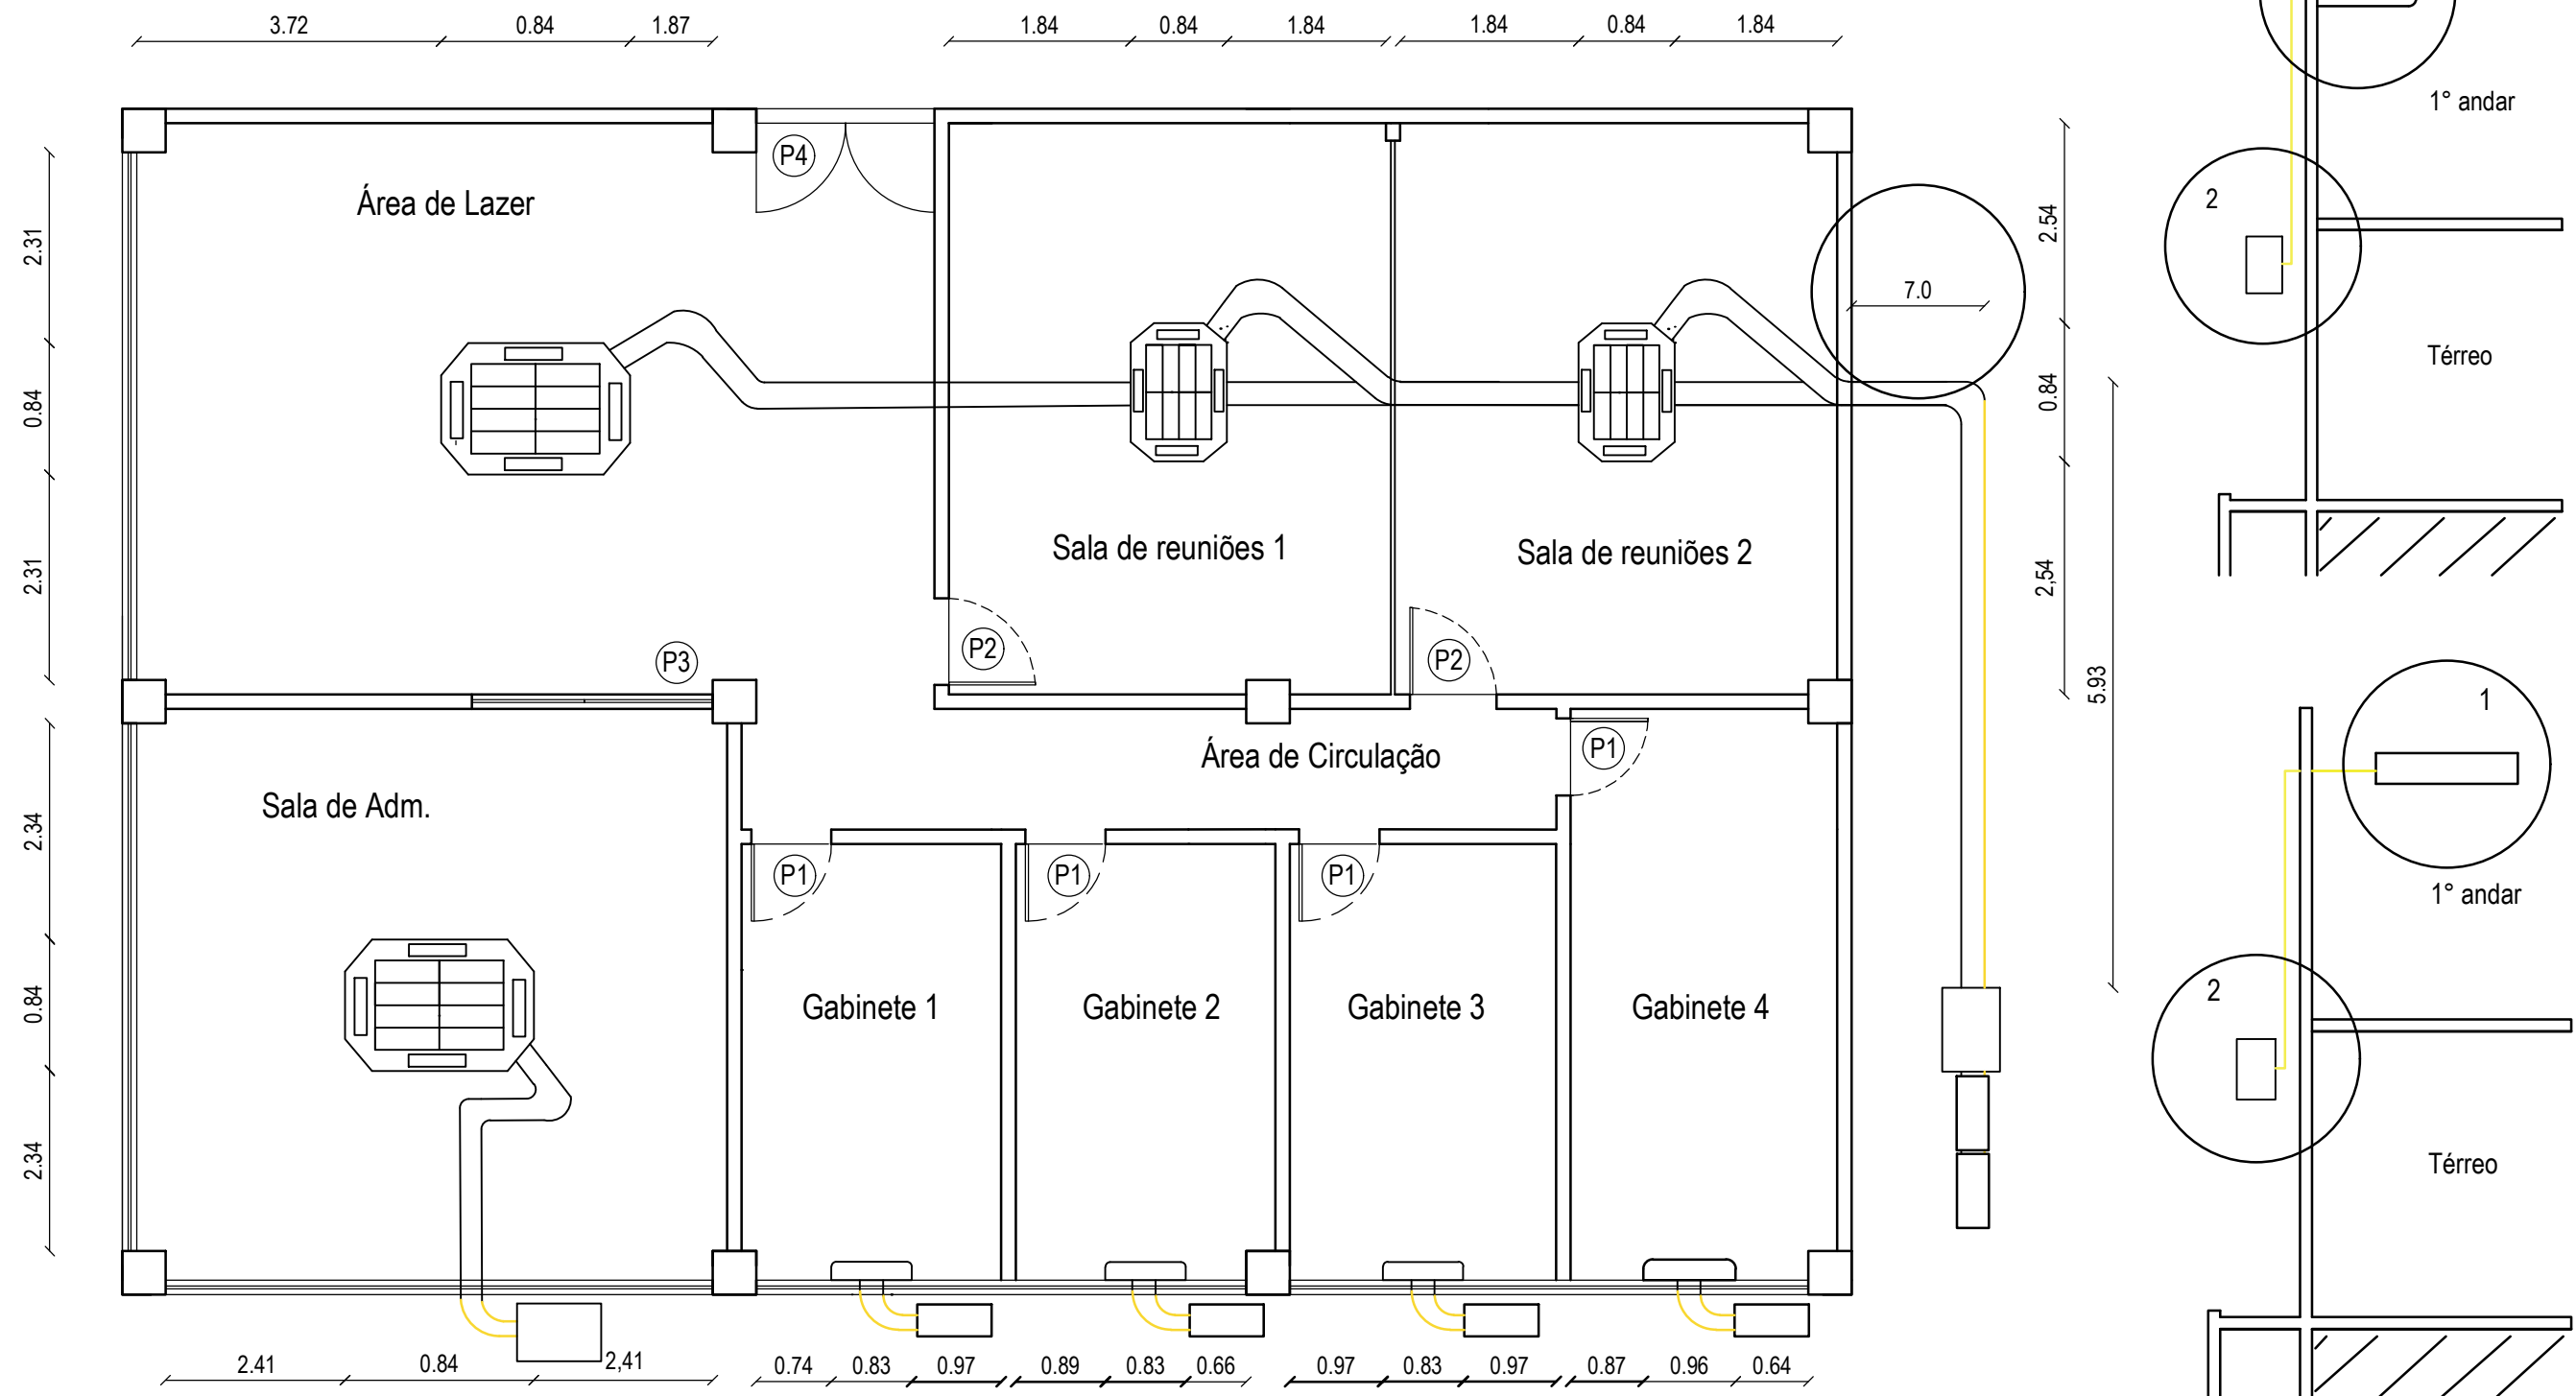 3.72 0.84 1.87 1.84 0.84 1.84 1.84 0.84 1.84
1° andar
P4
Área de Lazer
2
2.31
2.54
7.0
Térreo
0.84
0.84
Sala de reuniões 1
Sala de reuniões 2
2.31
2,54
P3
P2
P2
5.93
1
Área de Circulação
P1
Sala de Adm.
2.34
P1
P1
P1
1° andar
2
0.84
Gabinete 1
Gabinete 2
Gabinete 3
Gabinete 4
2.34
Térreo
2.41 0.84 2,41 0.74 0.83 0.97 0.89 0.83 0.66 0.97 0.83 0.97 0.87 0.96 0.64